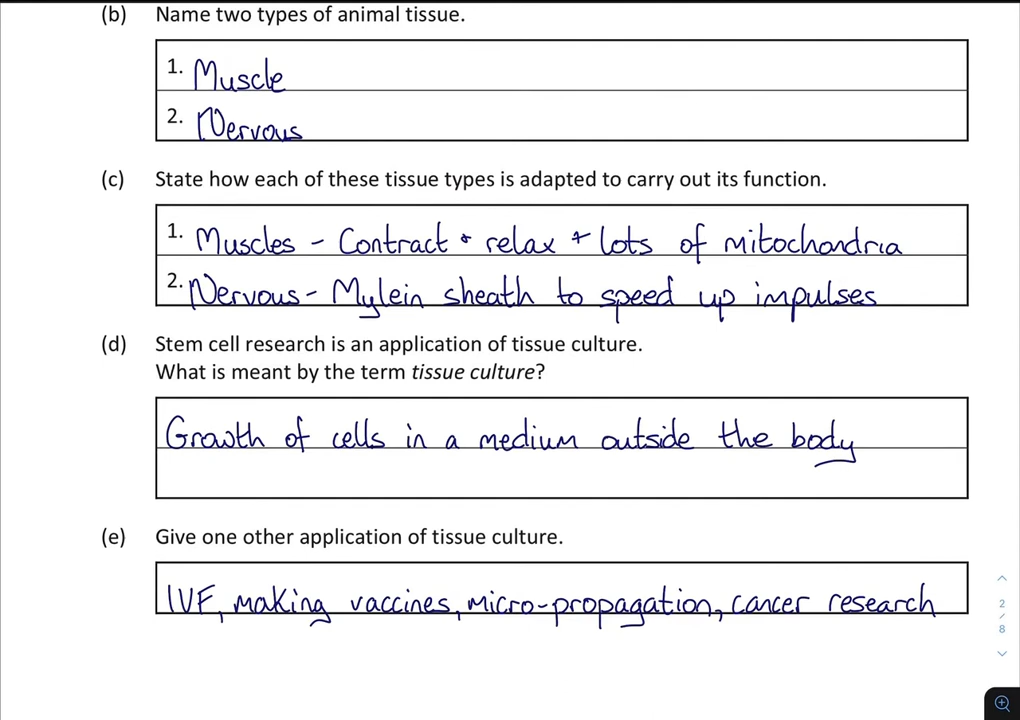 (b) Name two types of animal tissue.
1. Muscle
2. Nervous
(c) State how each of these tissue types is adapted to carry out its function.
1. Muscles - Contract + relax + lots of mitochondria
2. Nervous - Mylein sheath to speed up impulses
(d) Stem cell research is an application of tissue culture.
What is meant by the term tissue culture?
Growth of cells in a medium outside the body
(e) Give one other application of tissue culture.
IVF, making vaccines, micro-propagation, cancer research
2
/
8